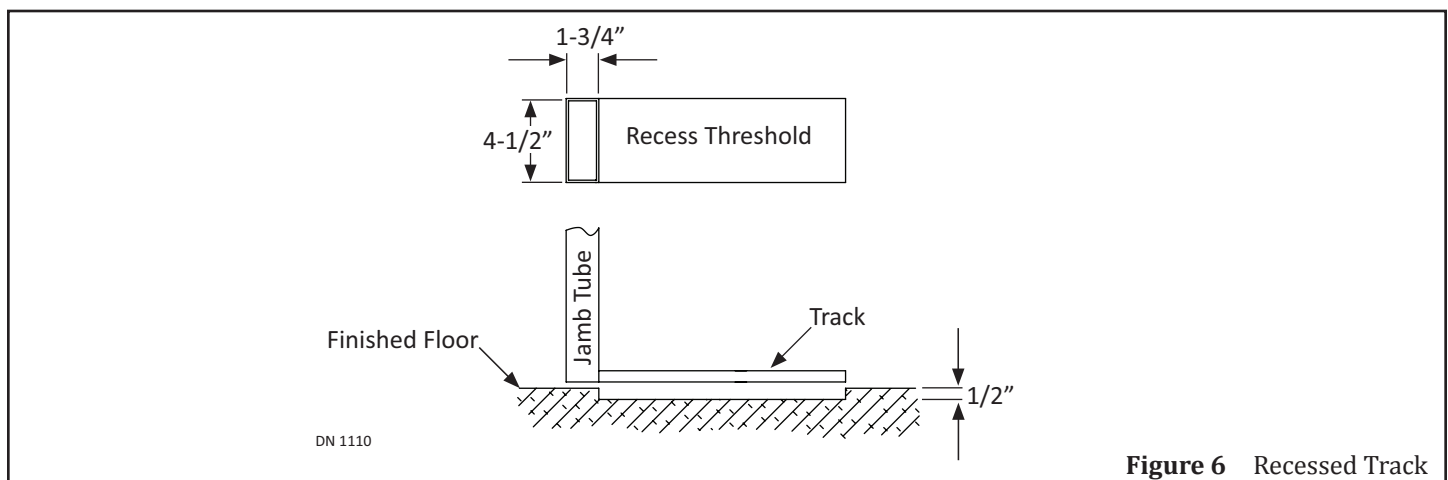 1-3/4”
4-1/2”
Recess Threshold
Jamb Tube
Track
Finished Floor
1/2”
DN 1110
Figure 6 Recessed Track